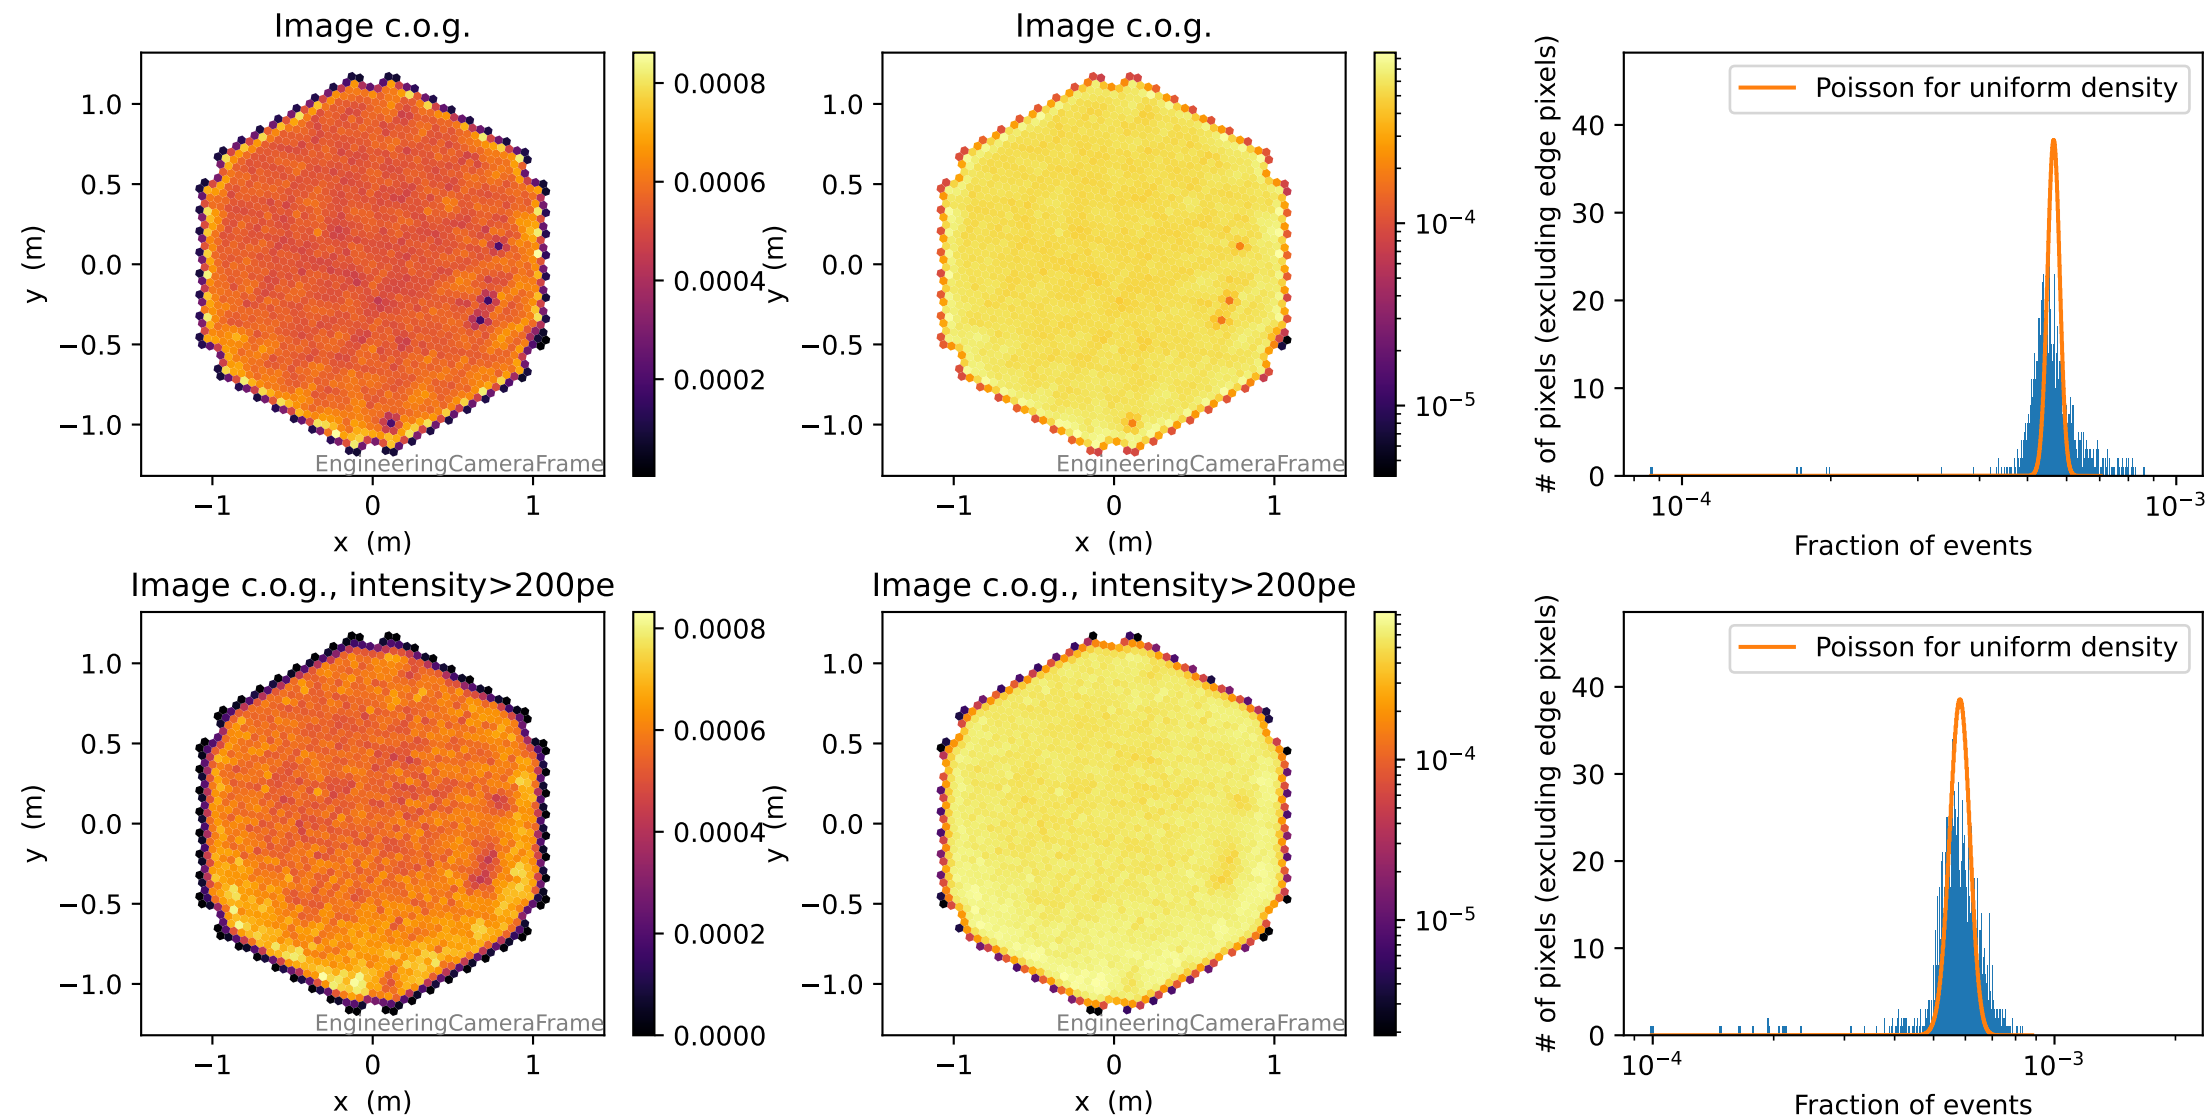 Image c.o.g.
1.0
0.5
0.0
−0.5
−1.0
y (m)
−1
0
1
x (m)
EngineeringCameraFrame
0.0008
0.0006
0.0004
0.0002
Image c.o.g.
1.0
0.5
0.0
−0.5
−1.0
y (m)
−1
0
1
x (m)
EngineeringCameraFrame
10−4
10−5
Poisson for uniform density
# of pixels (excluding edge pixels)
40
30
20
10
0
10−4
10−3
Fraction of events
Image c.o.g., intensity>200pe
1.0
0.5
0.0
−0.5
−1.0
y (m)
−1
0
1
x (m)
EngineeringCameraFrame
0.0008
0.0006
0.0004
0.0002
0.0000
Image c.o.g., intensity>200pe
1.0
0.5
0.0
−0.5
−1.0
y (m)
−1
0
1
x (m)
EngineeringCameraFrame
10−4
10−5
Poisson for uniform density
# of pixels (excluding edge pixels)
40
30
20
10
0
10−4
10−3
Fraction of events